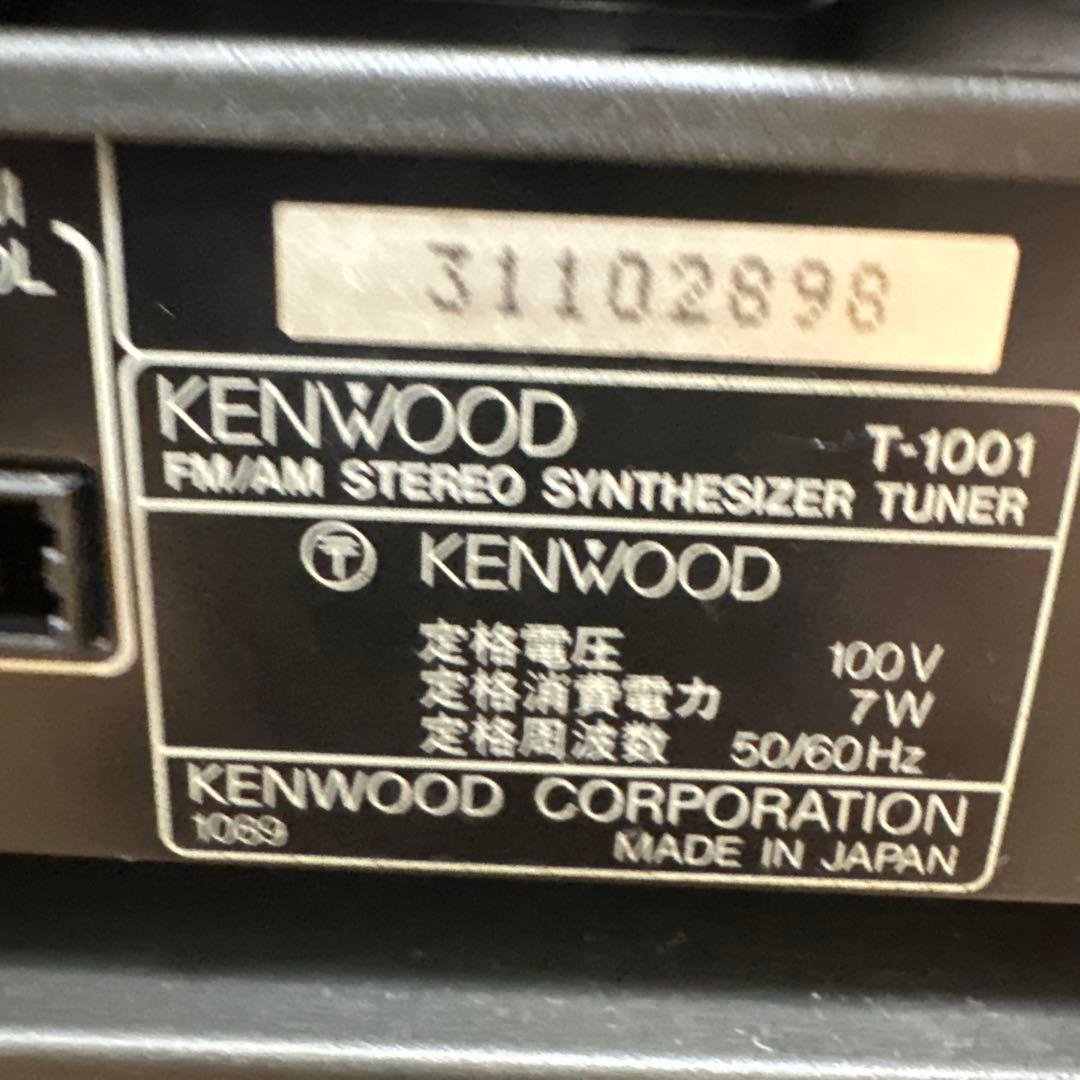 31102898
KENWOOD T-1001
FM/AM STEREO SYNTHESIZER TUNER
KENWOOD
定格電圧 100V
定格消費電力 7W
定格周波数 50/60Hz
KENWOOD CORPORATION
MADE IN JAPAN